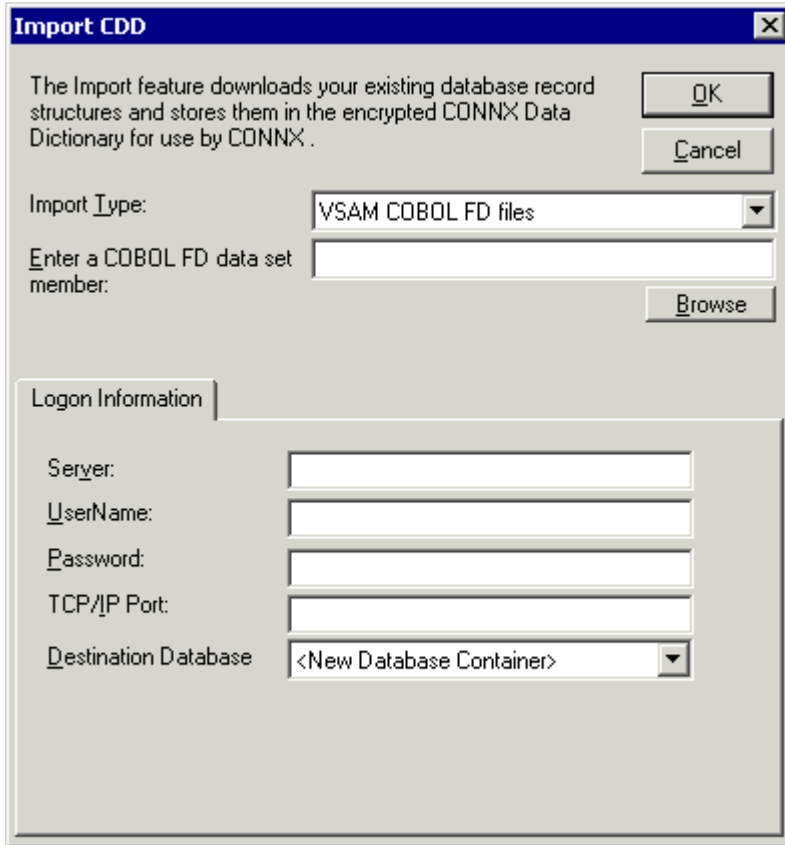 Import CDD
The Import feature downloads your existing database record
structures and stores them in the encrypted CONNX Data
Dictionary for use by CONNX .
OK
Cancel
Import Type:
VSAM COBOL FD files
Enter a COBOL FD data set
member:
Browse
Logon Information
Server:
UserName:
Password:
TCP/IP Port:
Destination Database
<New Database Container>